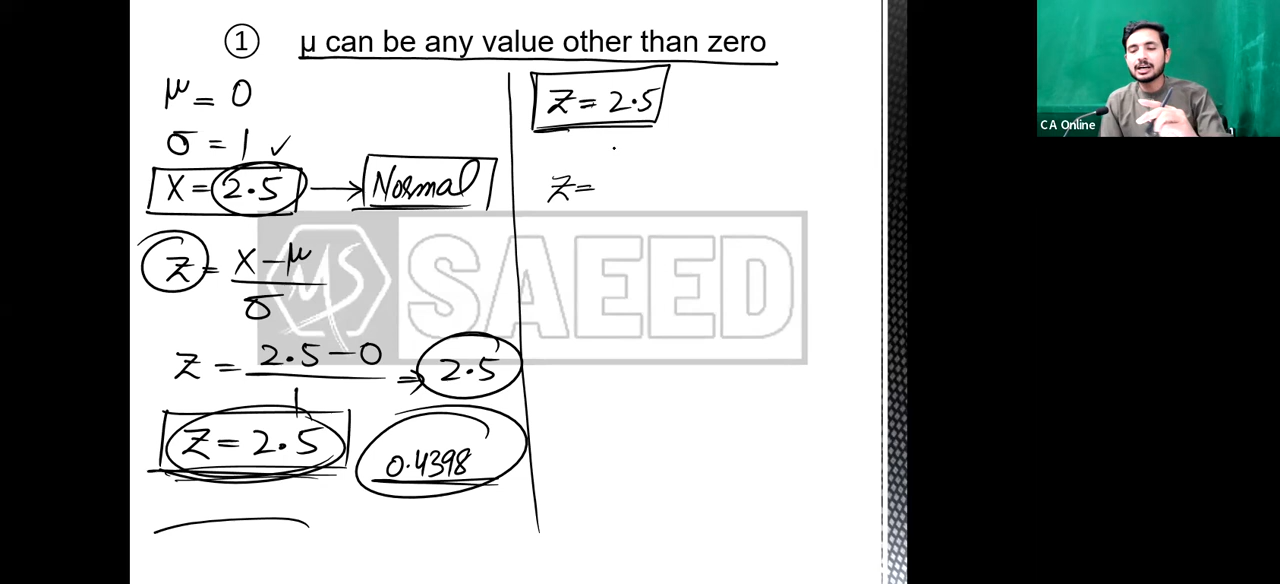 ① μ can be any value other than zero
μ = 0
σ = 1 ✓
X = 2.5 → Normal
Z = X − μ / σ
Z = 2.5 − 0 / 1 ⇒ 2.5
Z = 2.5
0.4398
Z = 2.5
Z =
MS SAEED
C A Online